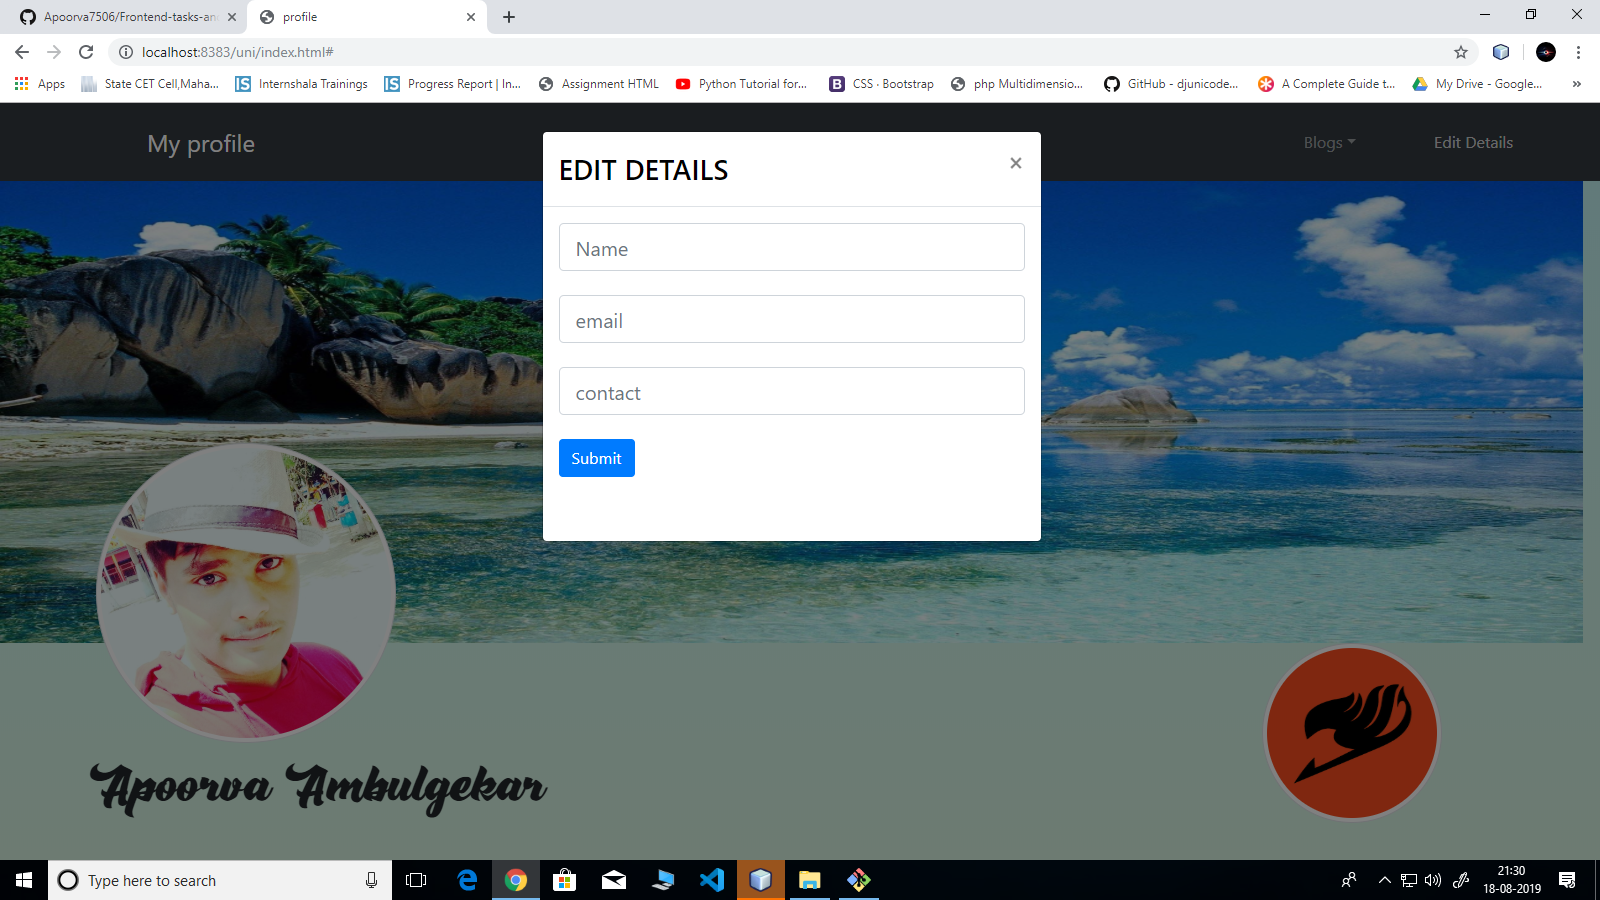 Apoorva7506/Frontend-tasks-an
profile
localhost:8383/uni/index.html#
Apps
State CET Cell,Maha...
Internshala Trainings
Progress Report | In...
Assignment HTML
Python Tutorial for...
CSS · Bootstrap
php Multidimensio...
GitHub - djunicode...
A Complete Guide t...
My Drive - Google...
»
My profile
Blogs
Edit Details
EDIT DETAILS
×
Name
email
contact
Submit
Apoorva Ambulgekar
Type here to search
21:30
18-08-2019